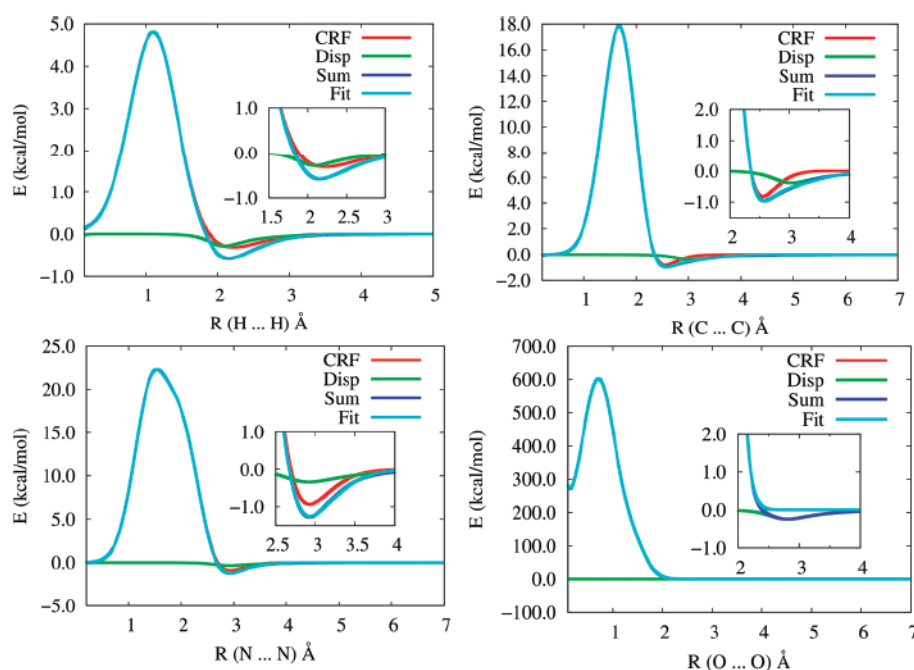 5.0
4.0
3.0
2.0
1.0
0.0
−1.0
E (kcal/mol)
CRF
Disp
Sum
Fit
1.0
0.0
−1.0
1.5 2 2.5 3
1 2 3 4 5
R (H ... H) Å
18.0
16.0
14.0
12.0
10.0
8.0
6.0
4.0
2.0
0.0
−2.0
E (kcal/mol)
CRF
Disp
Sum
Fit
2.0
1.0
0.0
−1.0
2 3 4
1 2 3 4 5 6 7
R (C ... C) Å
25.0
20.0
15.0
10.0
5.0
0.0
−5.0
E (kcal/mol)
CRF
Disp
Sum
Fit
1.0
0.0
−1.0
2.5 3 3.5 4
1 2 3 4 5 6 7
R (N ... N) Å
700.0
600.0
500.0
400.0
300.0
200.0
100.0
0.0
−100.0
E (kcal/mol)
CRF
Disp
Sum
Fit
2.0
1.0
0.0
−1.0
2 3 4
1 2 3 4 5 6 7
R (O ... O) Å